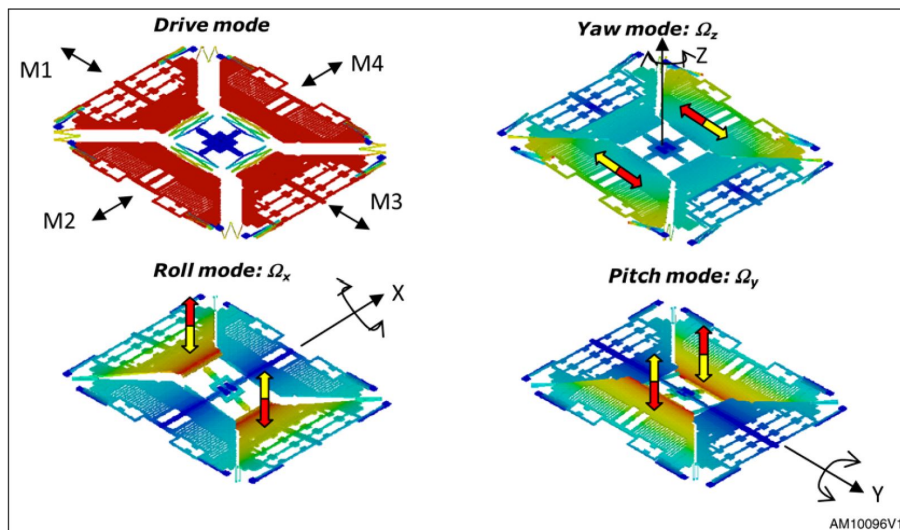 Drive mode
Yaw mode: Ωz
Z
M1
M4
M2
M3
Roll mode: Ωx
Pitch mode: Ωy
X
Y
AM10096V1